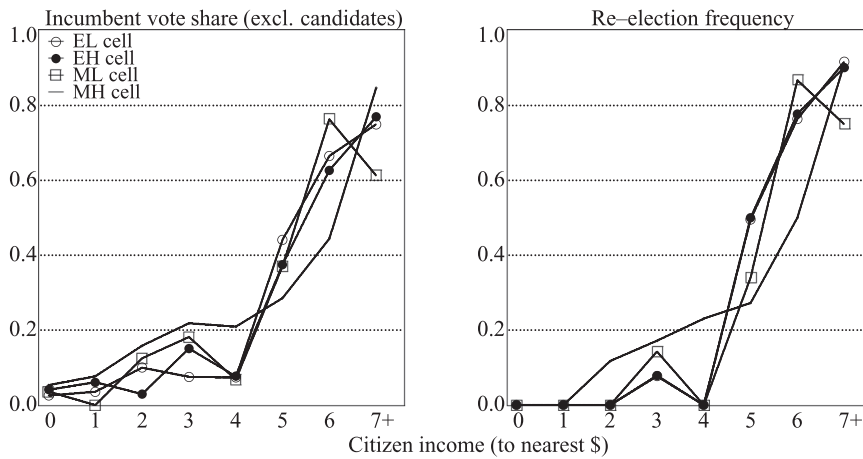 Incumbent vote share (excl. candidates)
1.0
0.8
0.6
0.4
0.2
0.0
EL cell
EH cell
ML cell
MH cell
0 1 2 3 4 5 6 7+
Re–election frequency
1.0
0.8
0.6
0.4
0.2
0.0
0 1 2 3 4 5 6 7+
Citizen income (to nearest $)